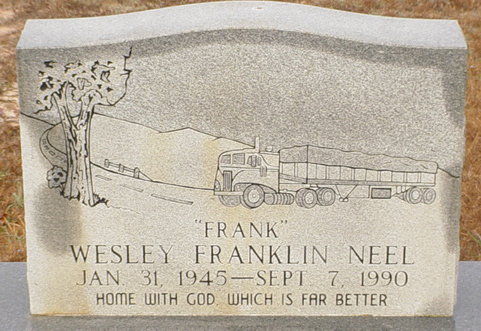 "FRANK"
WESLEY FRANKLIN NEEL
JAN 31, 1945—SEPT 7, 1990
HOME WITH GOD WHICH IS FAR BETTER